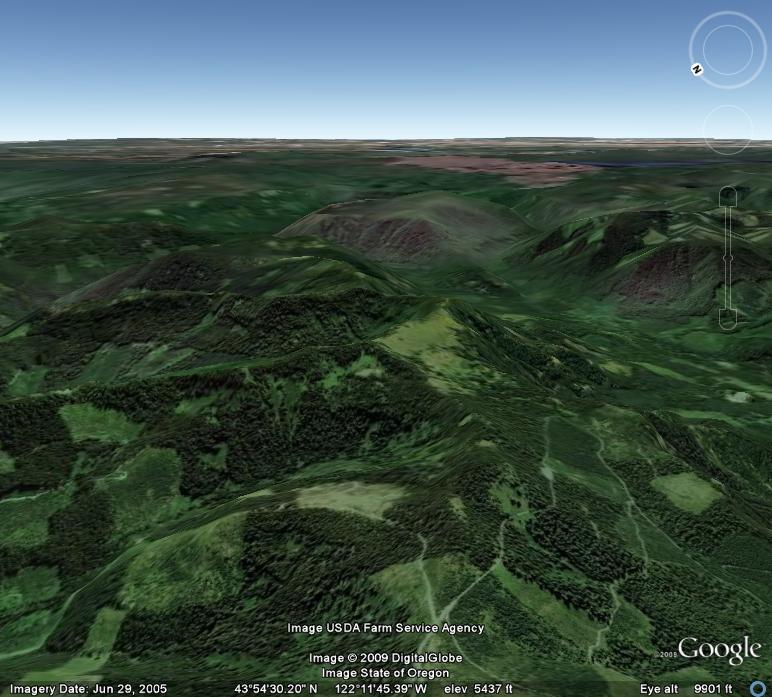 N
Image USDA Farm Service Agency
© 2009 Google
Image © 2009 DigitalGlobe
Image State of Oregon
Imagery Date: Jun 29, 2005 43°54'30.20" N 122°11'45.39" W elev 5437 ft Eye alt 9901 ft